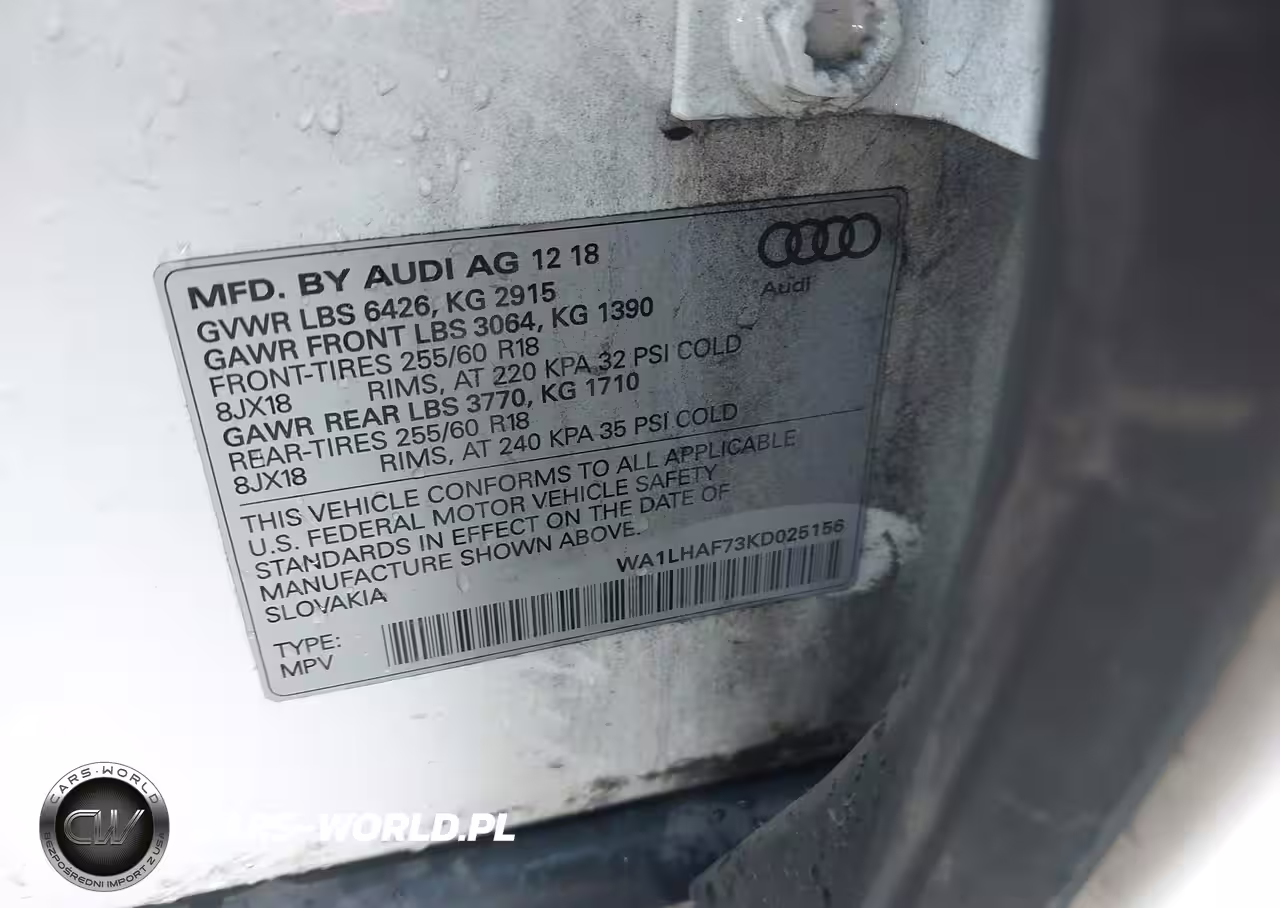 MFD. BY AUDI AG 12 18
Audi
GVWR LBS 6426, KG 2915
GAWR FRONT LBS 3064, KG 1390
FRONT-TIRES 255/60 R18
8JX18 RIMS, AT 220 KPA 32 PSI COLD
GAWR REAR LBS 3770, KG 1710
REAR-TIRES 255/60 R18
8JX18 RIMS, AT 240 KPA 35 PSI COLD
THIS VEHICLE CONFORMS TO ALL APPLICABLE
U.S. FEDERAL MOTOR VEHICLE SAFETY
STANDARDS IN EFFECT ON THE DATE OF
MANUFACTURE SHOWN ABOVE.
SLOVAKIA
WA1LHAF73KD025156
TYPE:
MPV
CARS-WORLD
CW
BEZPOŚREDNI IMPORT Z USA
CARS-WORLD.PL